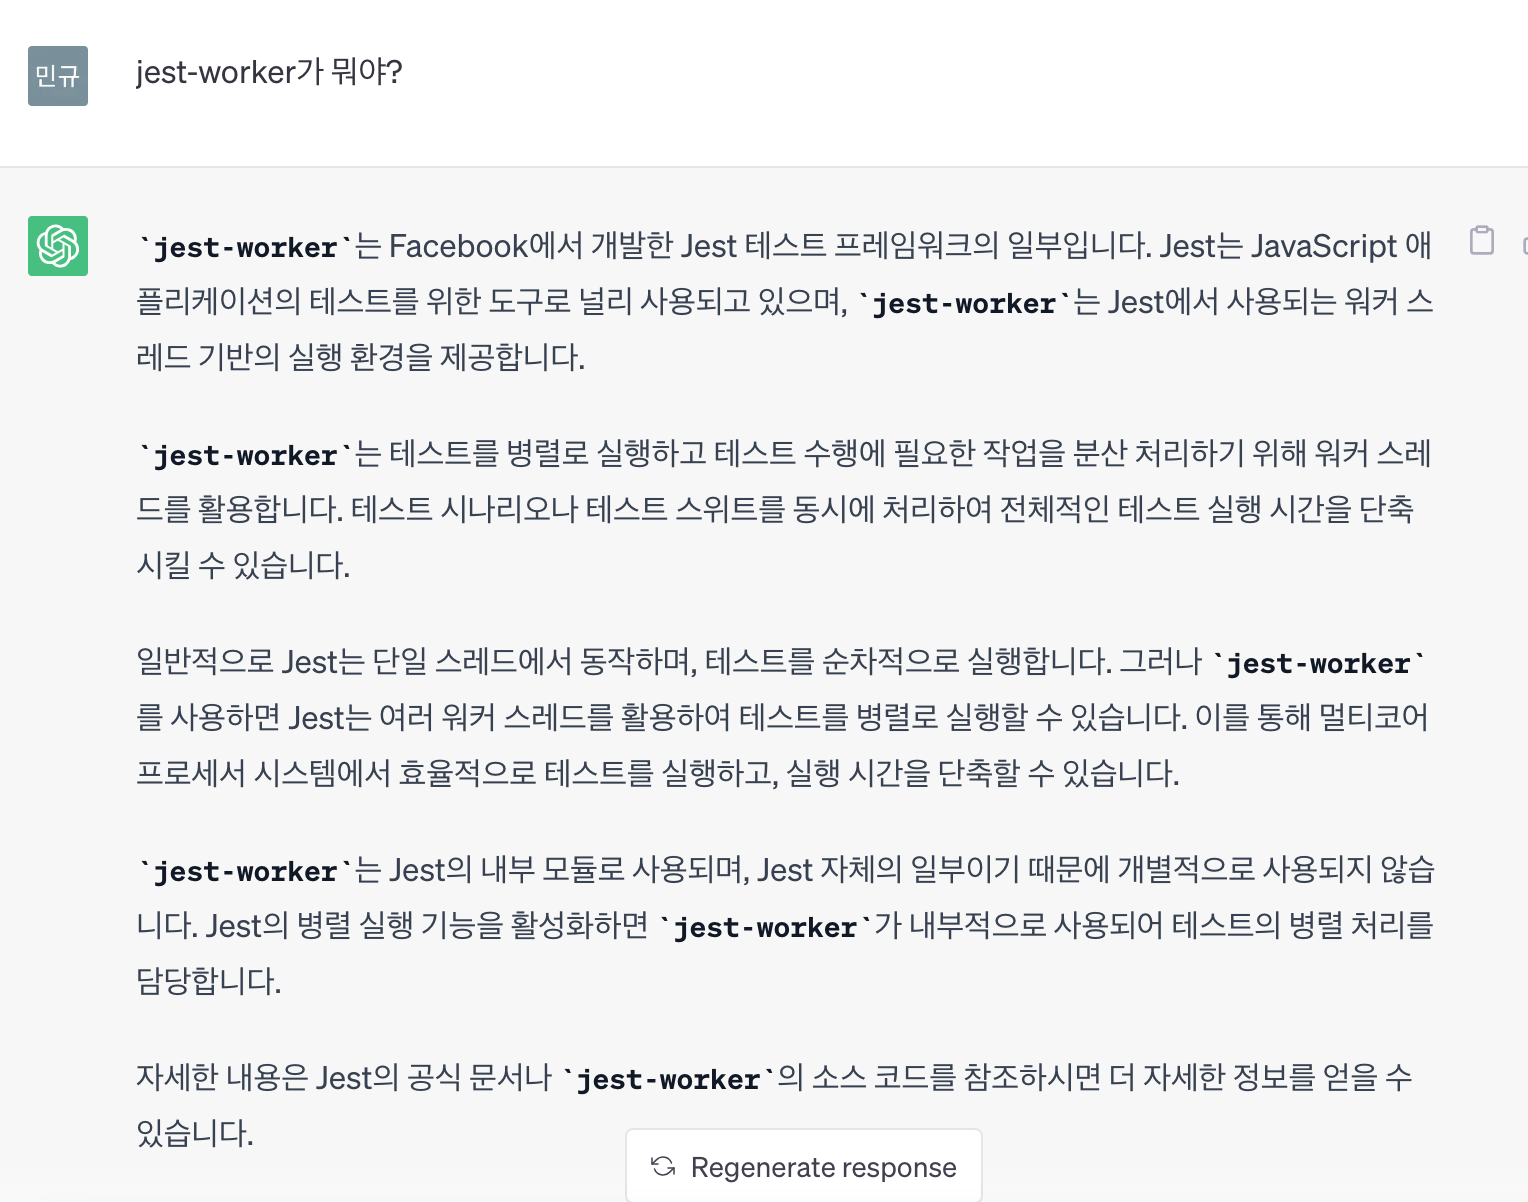 민규
jest-worker가 뭐야?
`jest-worker`는 Facebook에서 개발한 Jest 테스트 프레임워크의 일부입니다. Jest는 JavaScript 애
플리케이션의 테스트를 위한 도구로 널리 사용되고 있으며, `jest-worker`는 Jest에서 사용되는 워커 스
레드 기반의 실행 환경을 제공합니다.
`jest-worker`는 테스트를 병렬로 실행하고 테스트 수행에 필요한 작업을 분산 처리하기 위해 워커 스레
드를 활용합니다. 테스트 시나리오나 테스트 스위트를 동시에 처리하여 전체적인 테스트 실행 시간을 단축
시킬 수 있습니다.
일반적으로 Jest는 단일 스레드에서 동작하며, 테스트를 순차적으로 실행합니다. 그러나 `jest-worker`
를 사용하면 Jest는 여러 워커 스레드를 활용하여 테스트를 병렬로 실행할 수 있습니다. 이를 통해 멀티코어
프로세서 시스템에서 효율적으로 테스트를 실행하고, 실행 시간을 단축할 수 있습니다.
`jest-worker`는 Jest의 내부 모듈로 사용되며, Jest 자체의 일부이기 때문에 개별적으로 사용되지 않습
니다. Jest의 병렬 실행 기능을 활성화하면 `jest-worker`가 내부적으로 사용되어 테스트의 병렬 처리를
담당합니다.
자세한 내용은 Jest의 공식 문서나 `jest-worker`의 소스 코드를 참조하시면 더 자세한 정보를 얻을 수
있습니다.
Regenerate response